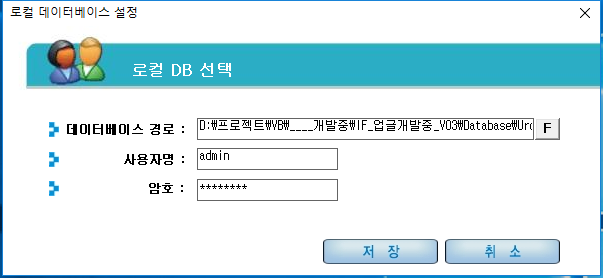 로컬 데이터베이스 설정
로컬 DB 선택
데이터베이스 경로 : D:\프로젝트\VB\____개발중\IF_업글개발중_V03\Database\Uro F
사용자명 : admin
암호 : ********
저 장 취 소